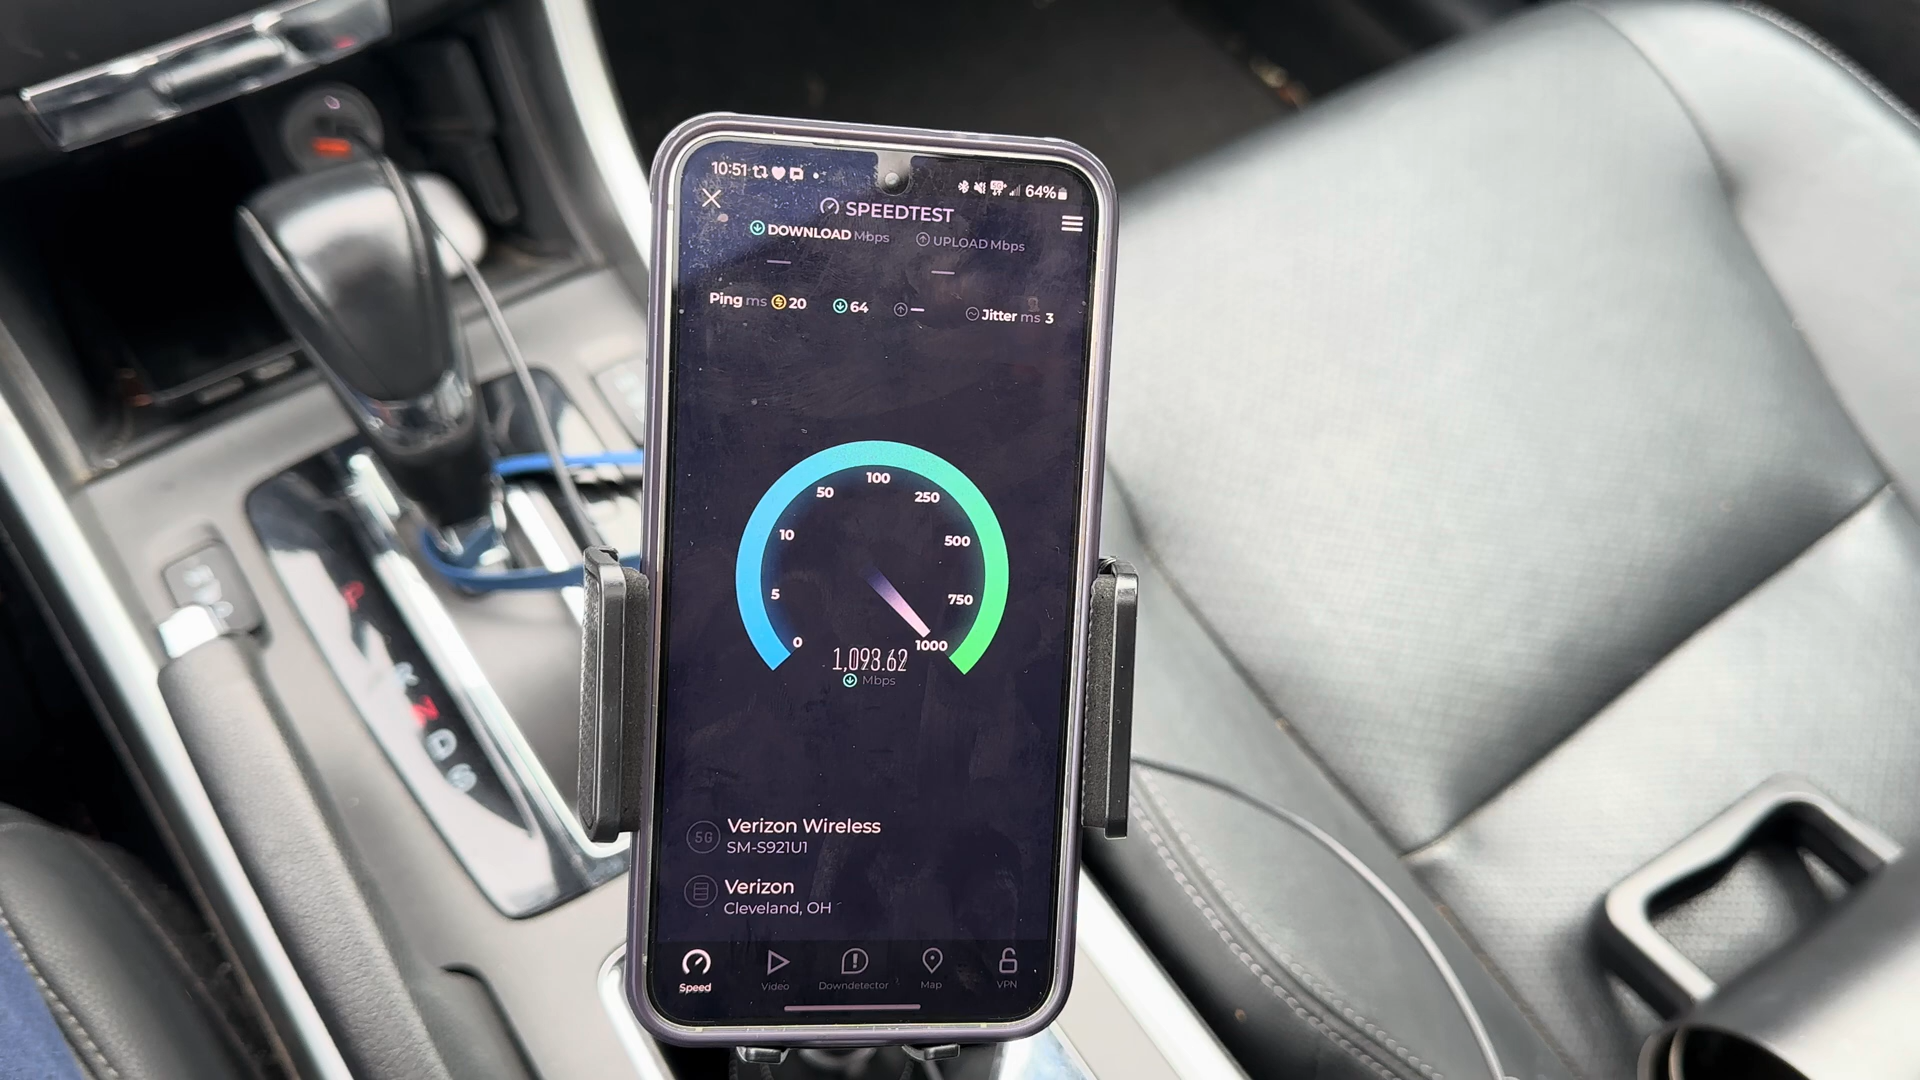 10:51
64%
SPEEDTEST
DOWNLOAD Mbps UPLOAD Mbps
— —
Ping ms 20 64 — Jitter ms 3
100
50 250
10 500
5 750
0 1000
1,093.62
Mbps
5G Verizon Wireless
SM-S921U1
Verizon
Cleveland, OH
Speed Video Downdetector Map VPN
R
N
D
S